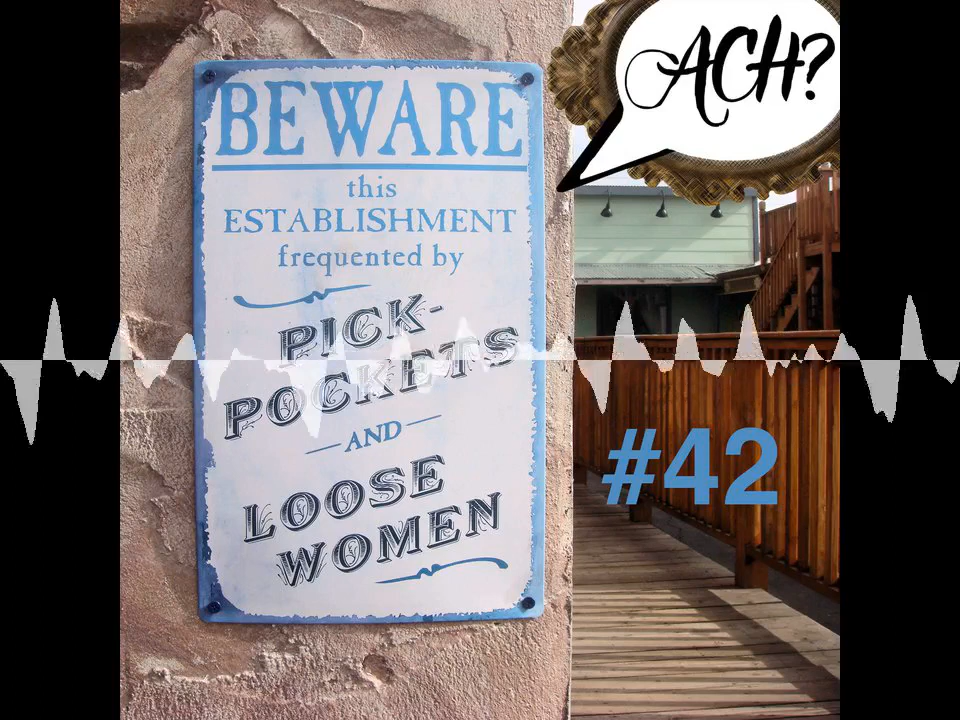 ACH?
BEWARE
this
ESTABLISHMENT
frequented by
PICK-
POCKETS
AND
LOOSE
WOMEN
#42